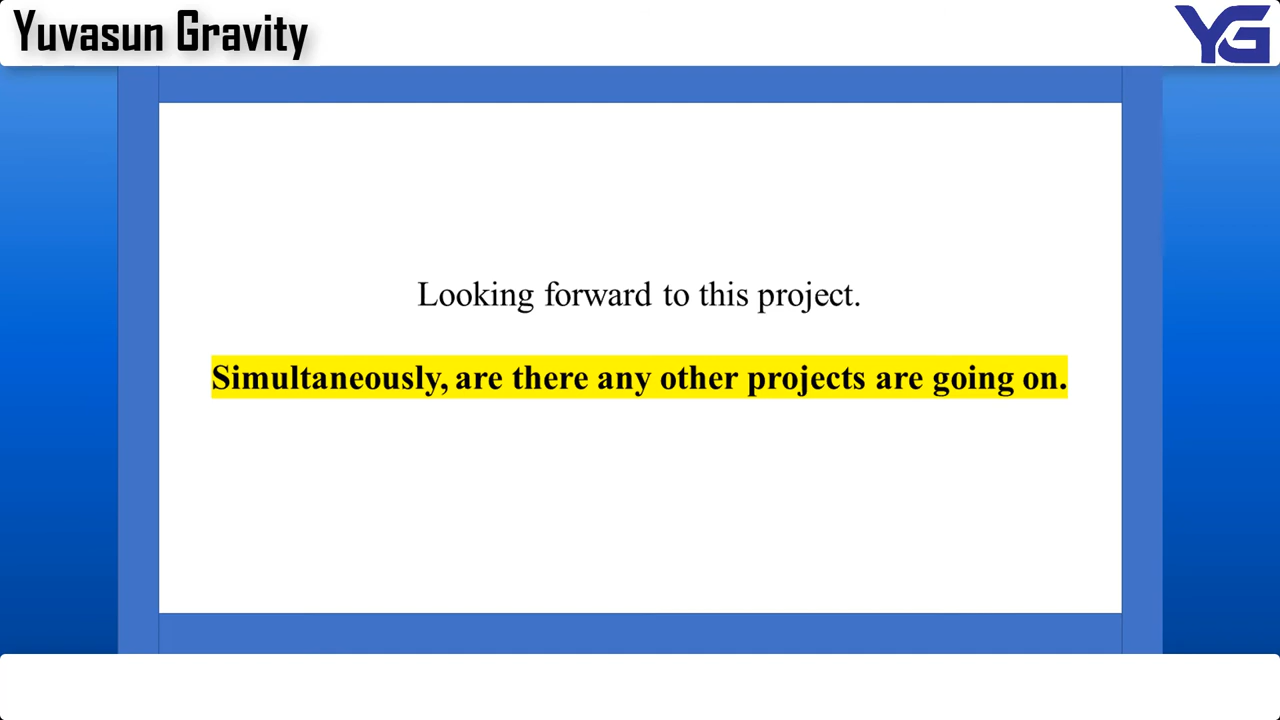 Yuvasun Gravity
YG
Looking forward to this project.
Simultaneously, are there any other projects are going on.